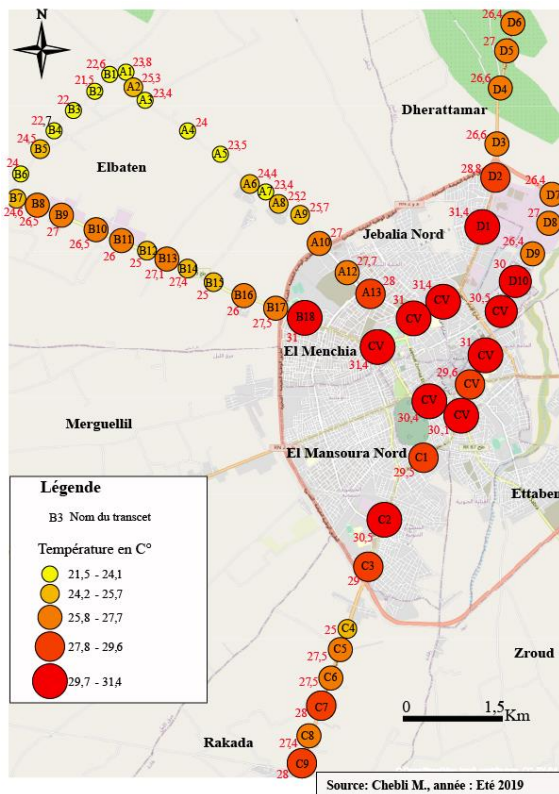 N
26,4 D6
27 D5
26,6 D4
Dherattamar
22,6 B1 A1 23,8
21,5 B2 A2 25,3
A3 23,4
22 B3
22,7 B4
A4 24
24,5 B5
A5 23,5
26,6 D3
Elbaten
24 B6
24,4 A6
A7 23,4
28,8 D2
B7 24,6
B8 26,5
A8 25,2
26,4 D7
B9 27
A9 25,7
31,4 D1
27 D8
B10 26,5
B11 26
A10 27
Jebalia Nord
B12 25
B13 27,1
26,4 D9
B14 27,4
A12 27,7
B15 25
30 D10
B16 26
A13 28
31,4 CV
B17 27,5
B18 31
31 CV
30,5 CV
El Menchia
CV 31,4
31 CV
29,6 CV
CV 30,4
CV 30,1
Merguellil
El Mansoura Nord
C1 29,5
Ettaben
C2 30,5
C3 29
25 C4
27,5 C5
Zroud
27,5 C6
28 C7
27,4 C8
Rakada
C9 28
Légende
B3 Nom du transcet
Température en C°
21,5 - 24,1
24,2 - 25,7
25,8 - 27,7
27,8 - 29,6
29,7 - 31,4
0 1,5
Km
Source: Chebli M., année : Eté 2019